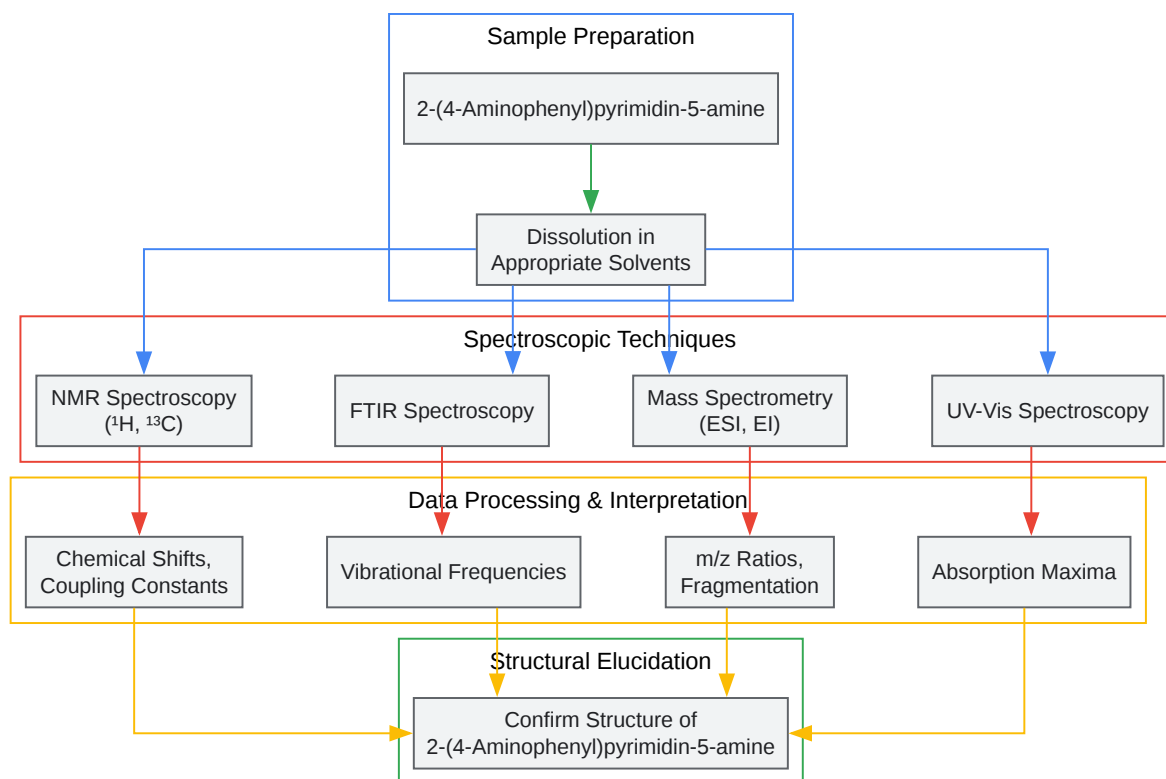 Sample Preparation
2-(4-Aminophenyl)pyrimidin-5-amine
Dissolution in
Appropriate Solvents
Spectroscopic Techniques
NMR Spectroscopy
(¹H, ¹³C)
FTIR Spectroscopy
Mass Spectrometry
(ESI, EI)
UV-Vis Spectroscopy
Data Processing & Interpretation
Chemical Shifts,
Coupling Constants
Vibrational Frequencies
m/z Ratios,
Fragmentation
Absorption Maxima
Structural Elucidation
Confirm Structure of
2-(4-Aminophenyl)pyrimidin-5-amine